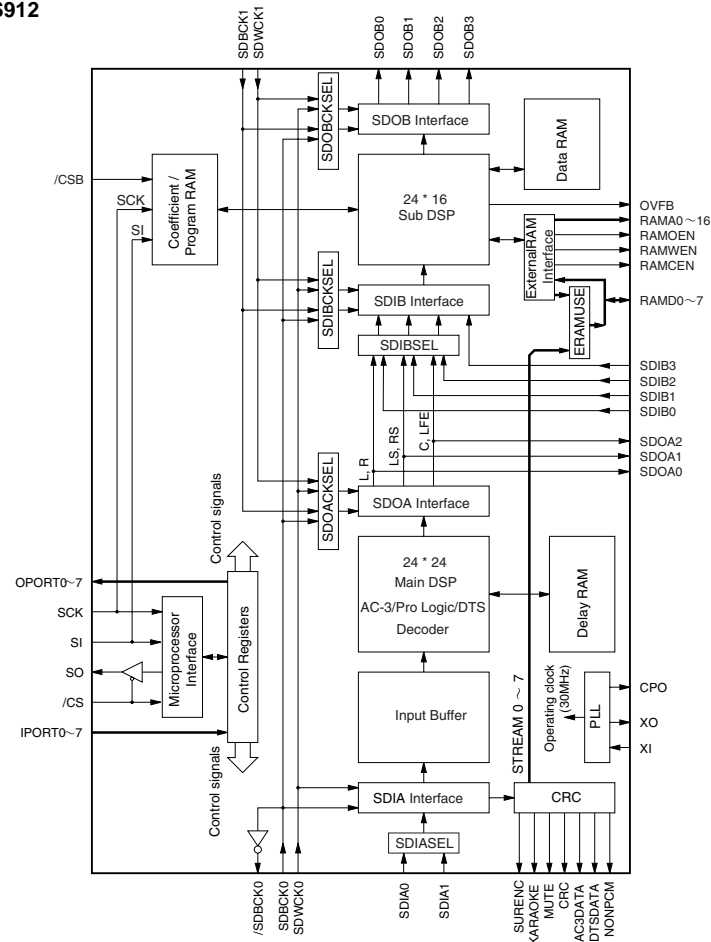 6912
SDBCK1
SDWCK1
SDOB0
SDOB1
SDOB2
SDOB3
SDOBCKSEL
SDOB Interface
Data RAM
/CSB
SCK
SI
Coefficient /
Program RAM
24 * 16
Sub DSP
OVFB
RAMA0～16
RAMOEN
RAMWEN
RAMCEN
ExternalRAM
Interface
RAMD0～7
ERAMUSE
SDIBCKSEL
SDIB Interface
SDIBSEL
SDIB3
SDIB2
SDIB1
SDIB0
L, R
LS, RS
C, LFE
SDOA2
SDOA1
SDOA0
SDOACKSEL
SDOA Interface
Control signals
OPORT0～7
SCK
SI
SO
/CS
IPORT0～7
Microprocessor
Interface
Control Registers
Control signals
24 * 24
Main DSP
AC-3/Pro Logic/DTS
Decoder
Delay RAM
Input Buffer
STREAM 0 ～ 7
Operating clock
(30MHz)
PLL
CPO
XO
XI
SDIA Interface
CRC
SDIASEL
/SDBCK0
SDBCK0
SDWCK0
SDIA0
SDIA1
SURENC
KARAOKE
MUTE
CRC
AC3DATA
DTSDATA
NONPCM